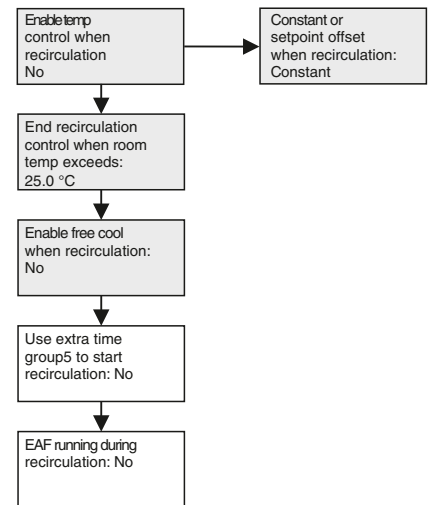 Enable temp
control when
recirculation
No
Constant or
setpoint offset
when recirculation:
Constant
End recirculation
control when room
temp exceeds:
25.0 °C
Enable free cool
when recirculation:
No
Use extra time
group5 to start
recirculation: No
EAF running during
recirculation: No